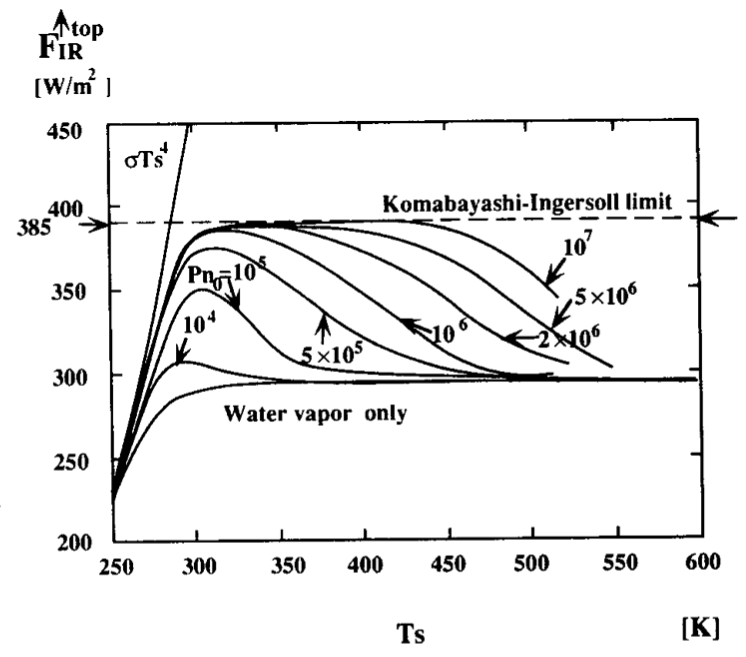 F_IR^↑top
[W/m²]
450
σTs⁴
400
Komabayashi-Ingersoll limit
385
10⁷
350
Pn₀=10⁵
5×10⁶
10⁴
10⁶
2×10⁶
5×10⁵
300
Water vapor only
250
200
250 300 350 400 450 500 550 600
Ts [K]